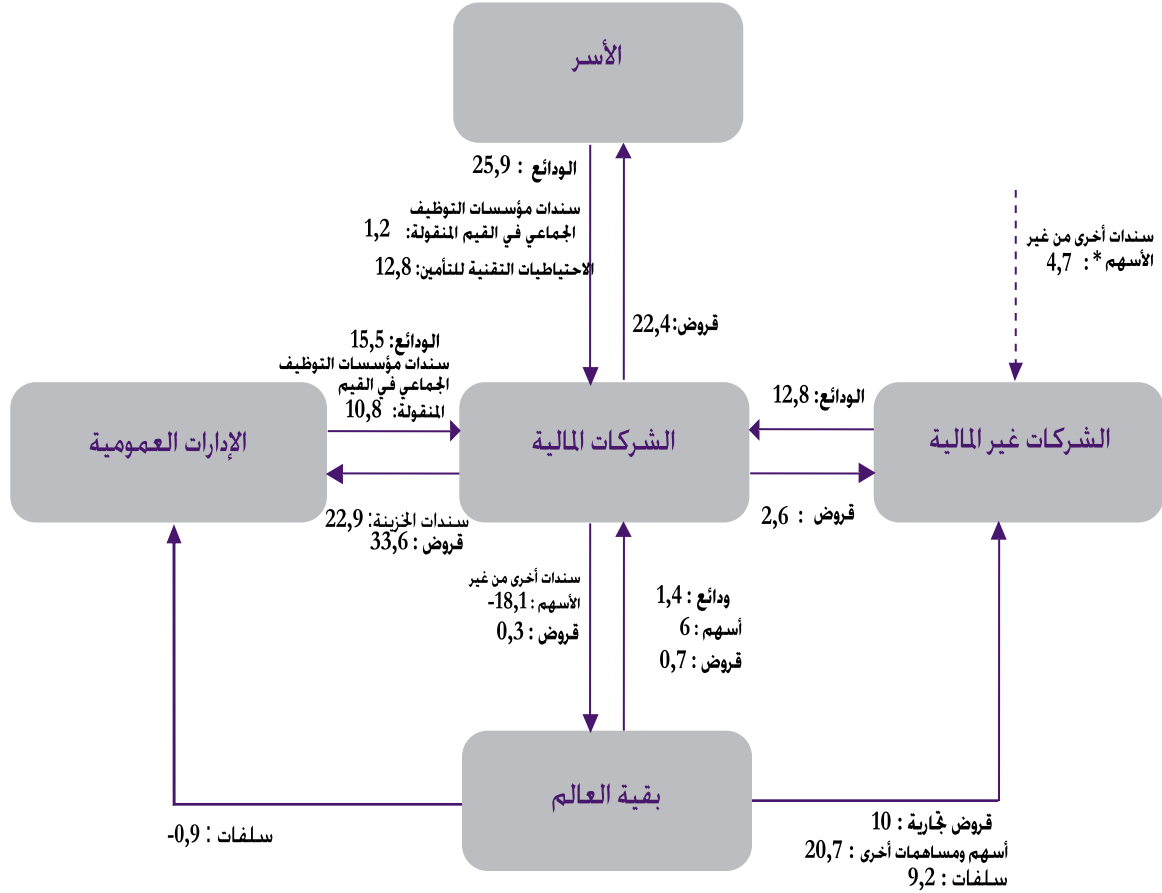 الأسر
الودائع : 25,9
سندات مؤسسات التوظيف
الجماعي في القيم المنقولة: 1,2
الاحتياطيات التقنية للتأمين: 12,8
قروض:22,4
سندات أخرى من غير
الأسهم * : 4,7
الودائع: 15,5
سندات مؤسسات التوظيف
الجماعي في القيم
المنقولة: 10,8
الودائع: 12,8
الشركات غير المالية
الشركات المالية
الإدارات العمومية
قروض : 2,6
سندات الخزينة: 22,9
قروض : 33,6
سندات أخرى من غير
الأسهم : 18,1-
قروض : 0,3
ودائع : 1,4
أسهم : 6
قروض : 0,7
بقية العالم
سلفات : 0,9-
قروض تجارية : 10
أسهم ومساهمات أخرى : 20,7
سلفات : 9,2